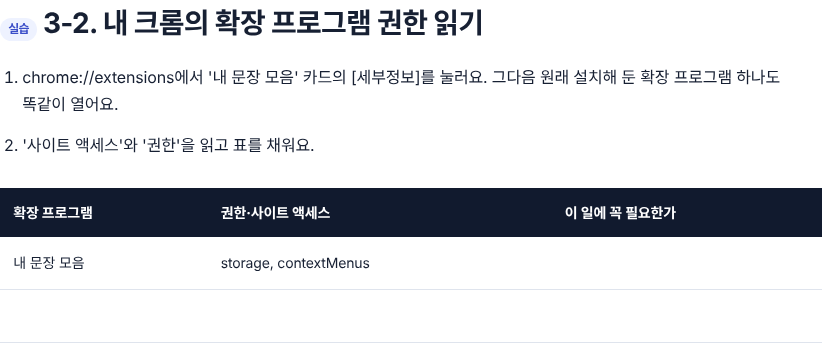 실습 3-2. 내 크롬의 확장 프로그램 권한 읽기
1. chrome://extensions에서 '내 문장 모음' 카드의 [세부정보]를 눌러요. 그다음 원래 설치해 둔 확장 프로그램 하나도
똑같이 열어요.
2. '사이트 액세스'와 '권한'을 읽고 표를 채워요.
확장 프로그램 권한·사이트 액세스 이 일에 꼭 필요한가
내 문장 모음 storage, contextMenus